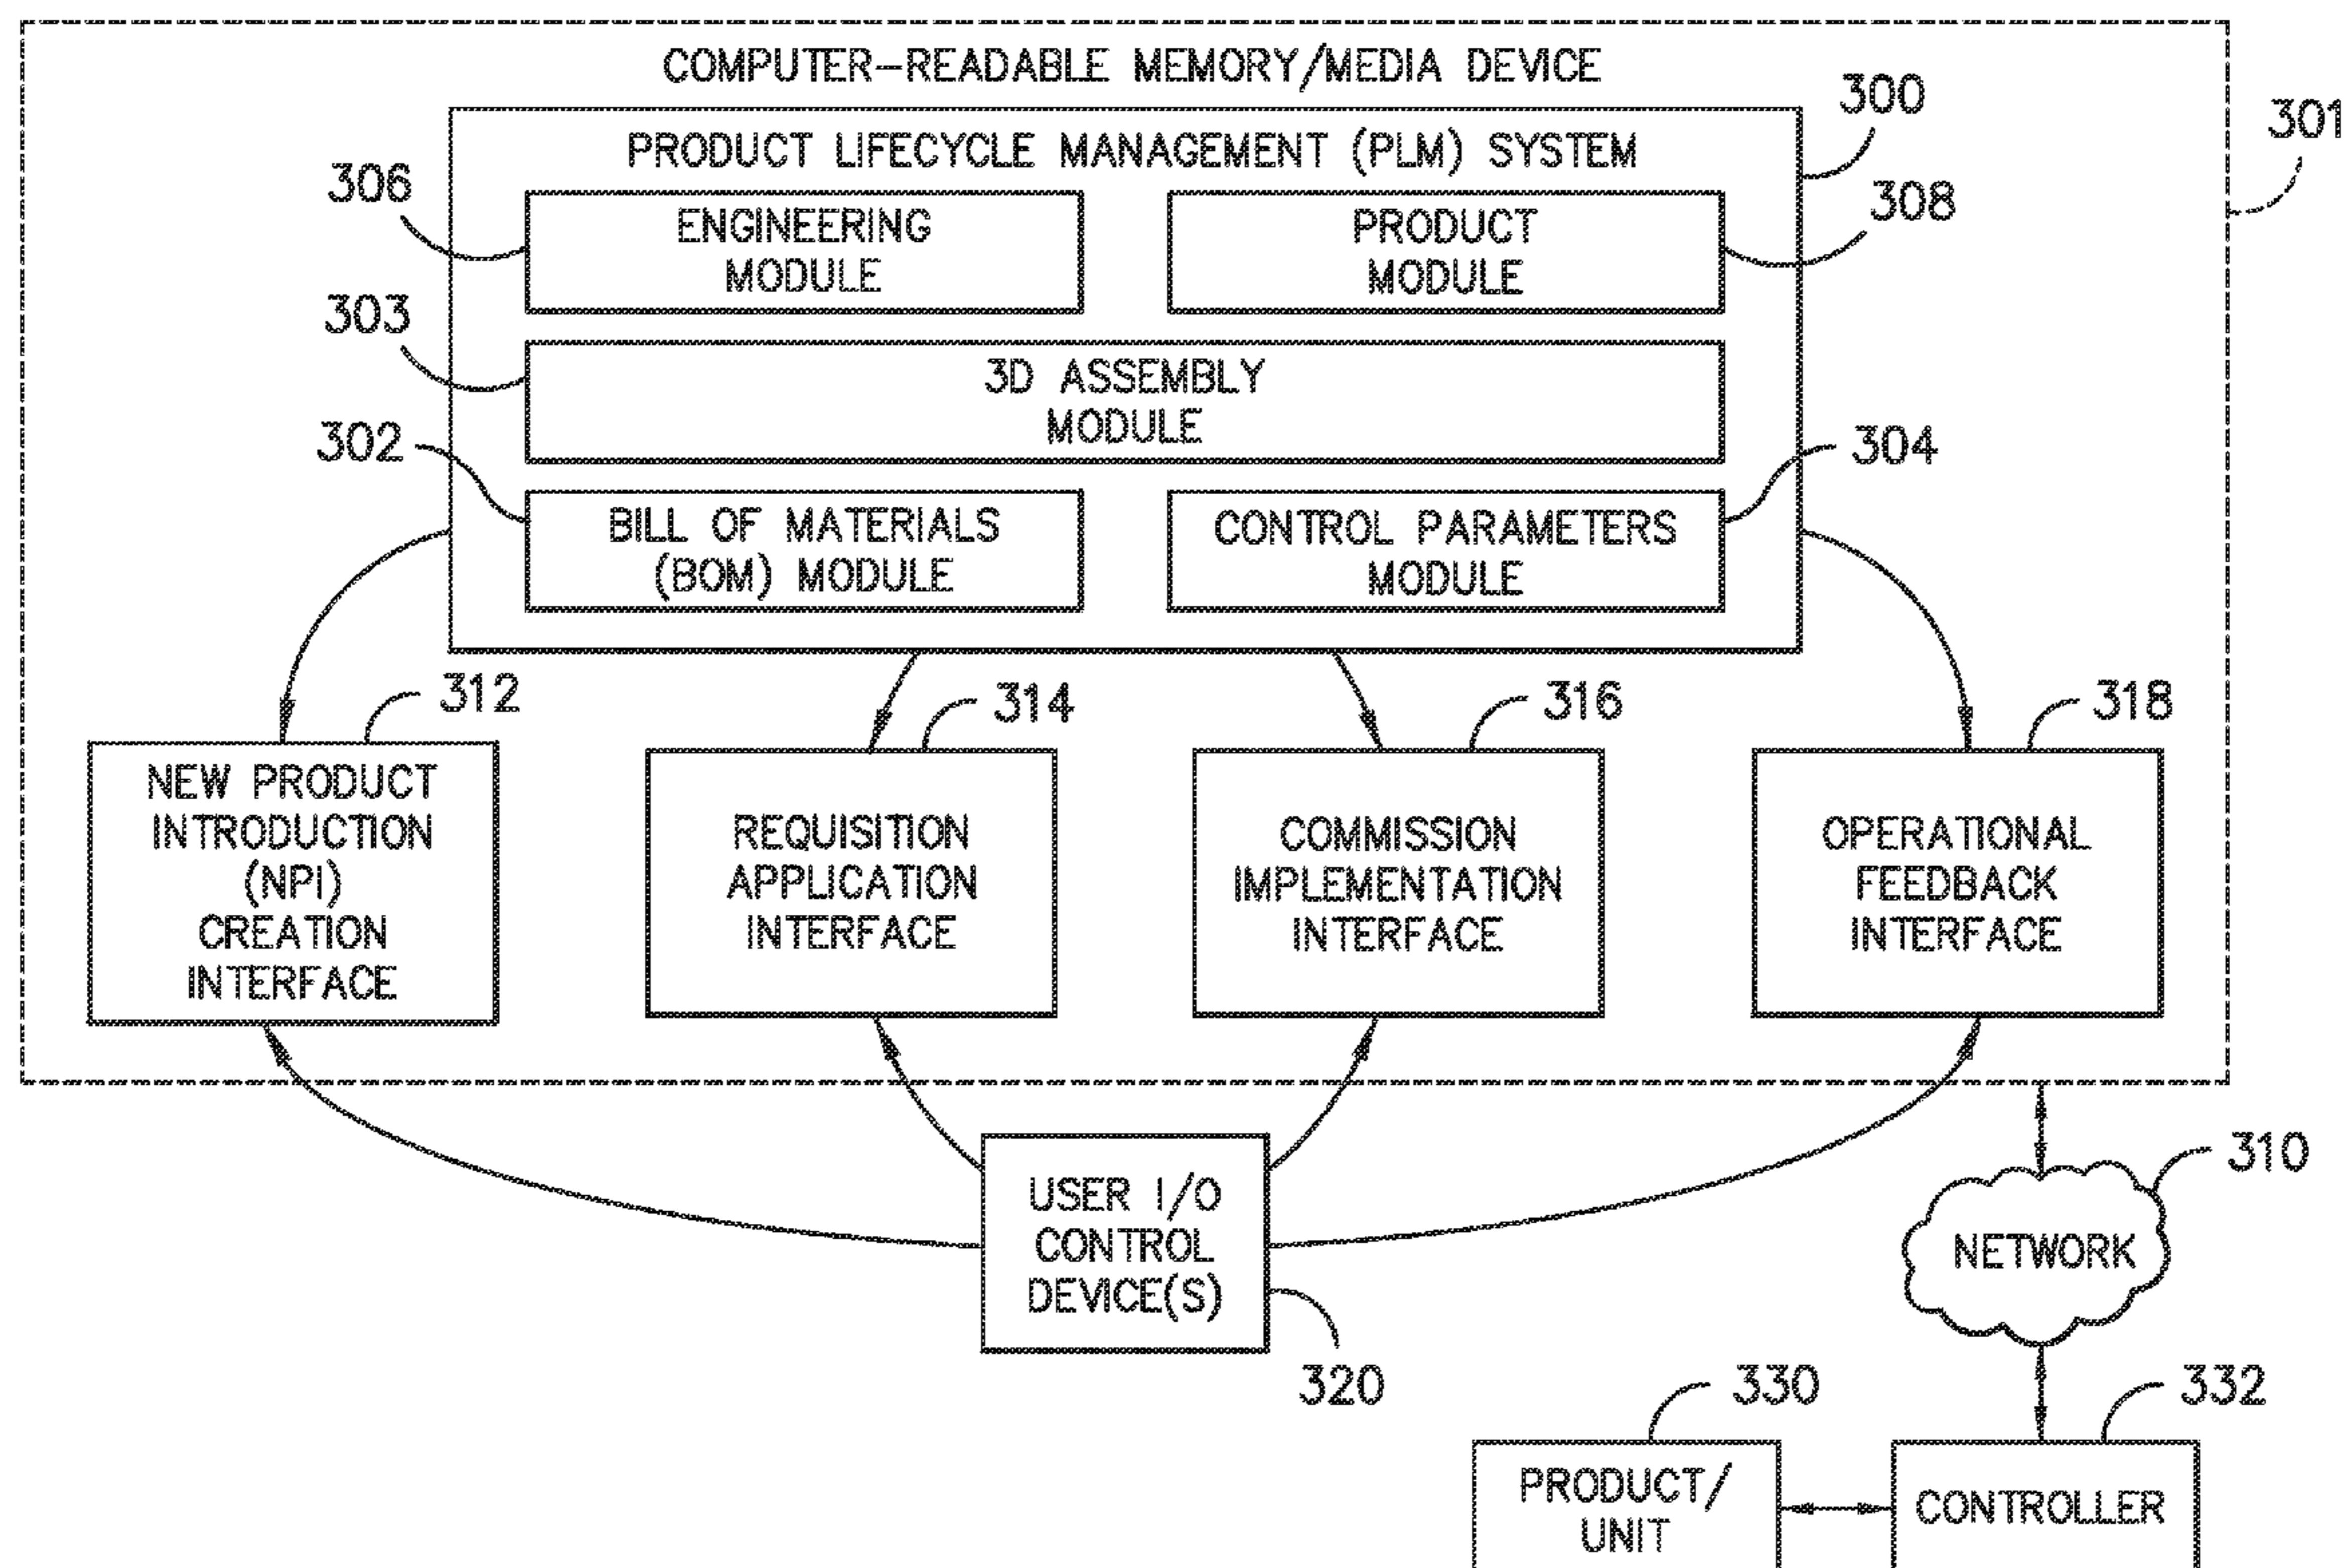 COMPUTER-READABLE MEMORY/MEDIA DEVICE
300
301
PRODUCT LIFECYCLE MANAGEMENT (PLM) SYSTEM
306
308
ENGINEERING
MODULE
PRODUCT
MODULE
303
3D ASSEMBLY
MODULE
302
304
BILL OF MATERIALS
(BOM) MODULE
CONTROL PARAMETERS
MODULE
312
314
316
318
NEW PRODUCT
INTRODUCTION
(NPI)
CREATION
INTERFACE
REQUISITION
APPLICATION
INTERFACE
COMMISSION
IMPLEMENTATION
INTERFACE
OPERATIONAL
FEEDBACK
INTERFACE
USER I/O
CONTROL
DEVICE(S)
320
310
NETWORK
330
332
PRODUCT/
UNIT
CONTROLLER